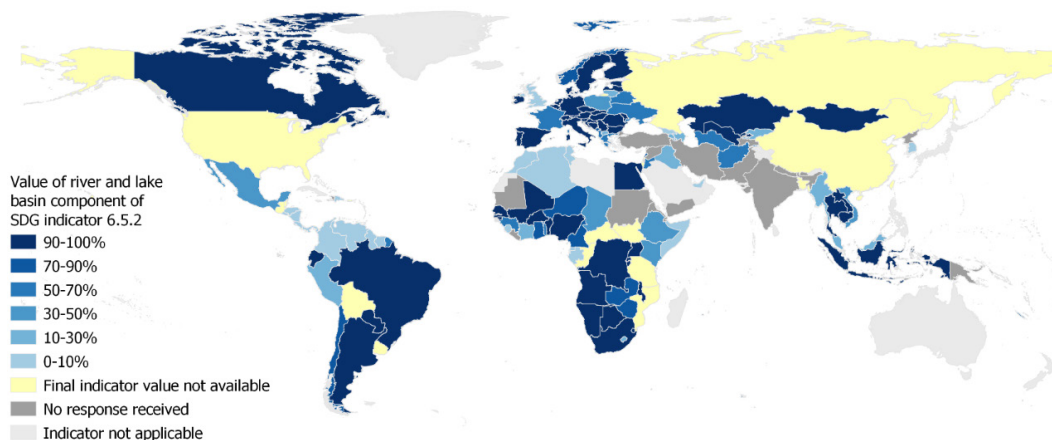 Value of river and lake
basin component of
SDG indicator 6.5.2
90-100%
70-90%
50-70%
30-50%
10-30%
0-10%
Final indicator value not available
No response received
Indicator not applicable